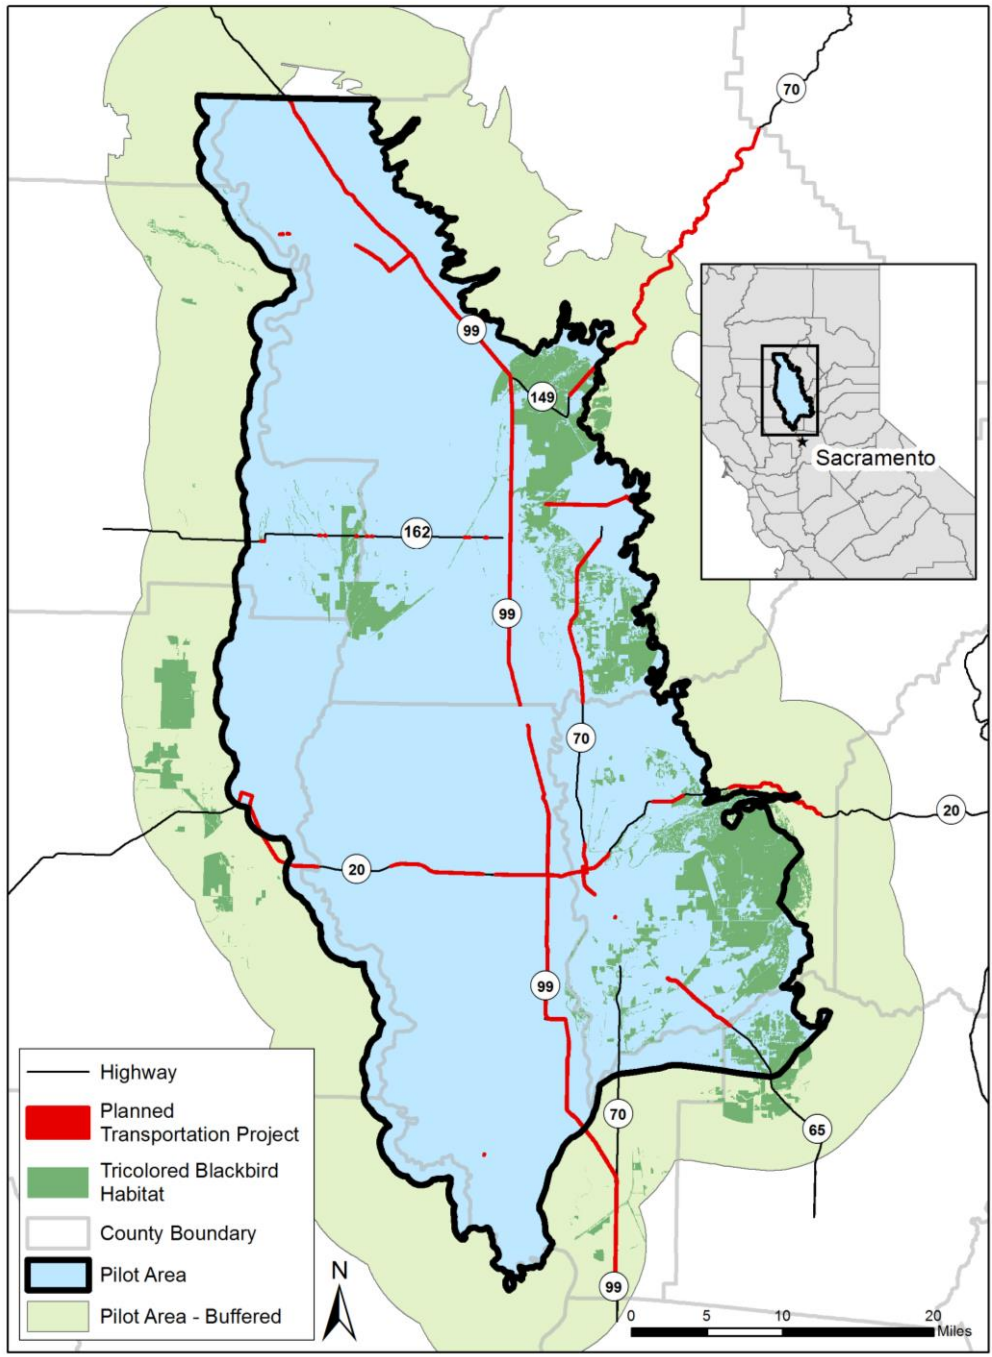 70
99
149
Sacramento
162
99
70
20
20
99
Highway
Planned
Transportation Project
Tricolored Blackbird
Habitat
County Boundary
Pilot Area
Pilot Area - Buffered
N
70
65
99
0 5 10 20
Miles